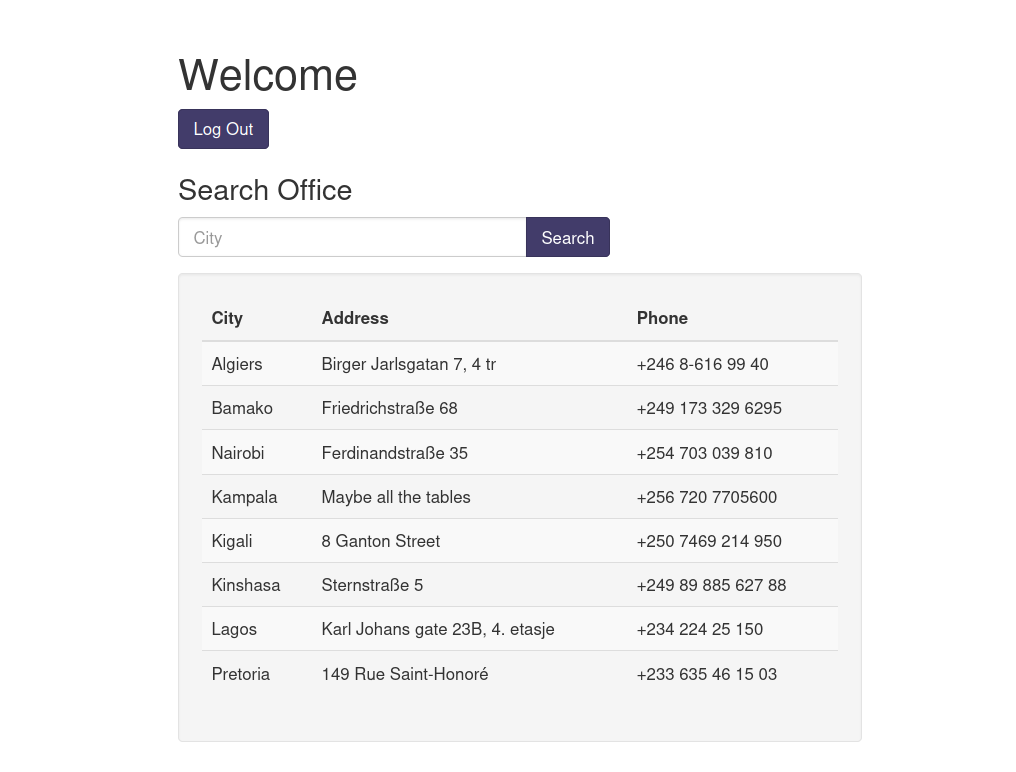 Welcome
Log Out
Search Office
City Search
City Address Phone
Algiers Birger Jarlsgatan 7, 4 tr +246 8-616 99 40
Bamako Friedrichstraße 68 +249 173 329 6295
Nairobi Ferdinandstraße 35 +254 703 039 810
Kampala Maybe all the tables +256 720 7705600
Kigali 8 Ganton Street +250 7469 214 950
Kinshasa Sternstraße 5 +249 89 885 627 88
Lagos Karl Johans gate 23B, 4. etasje +234 224 25 150
Pretoria 149 Rue Saint-Honoré +233 635 46 15 03